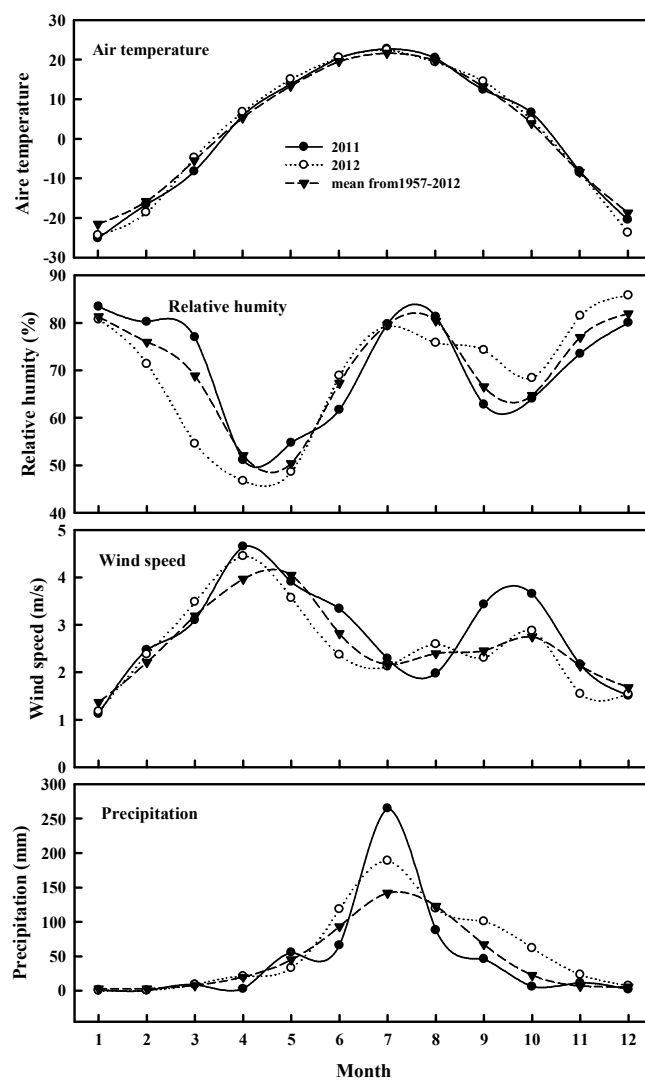 30
Air temperature
20
10
0
-10
-20
-30
Aire temperature
2011
2012
mean from1957-2012
90
Relative humity
80
70
60
50
40
Relative humity (%)
5
Wind speed
4
3
2
1
0
Wind speed (m/s)
300
Precipitation
250
200
150
100
50
0
Precipitation (mm)
1 2 3 4 5 6 7 8 9 10 11 12
Month